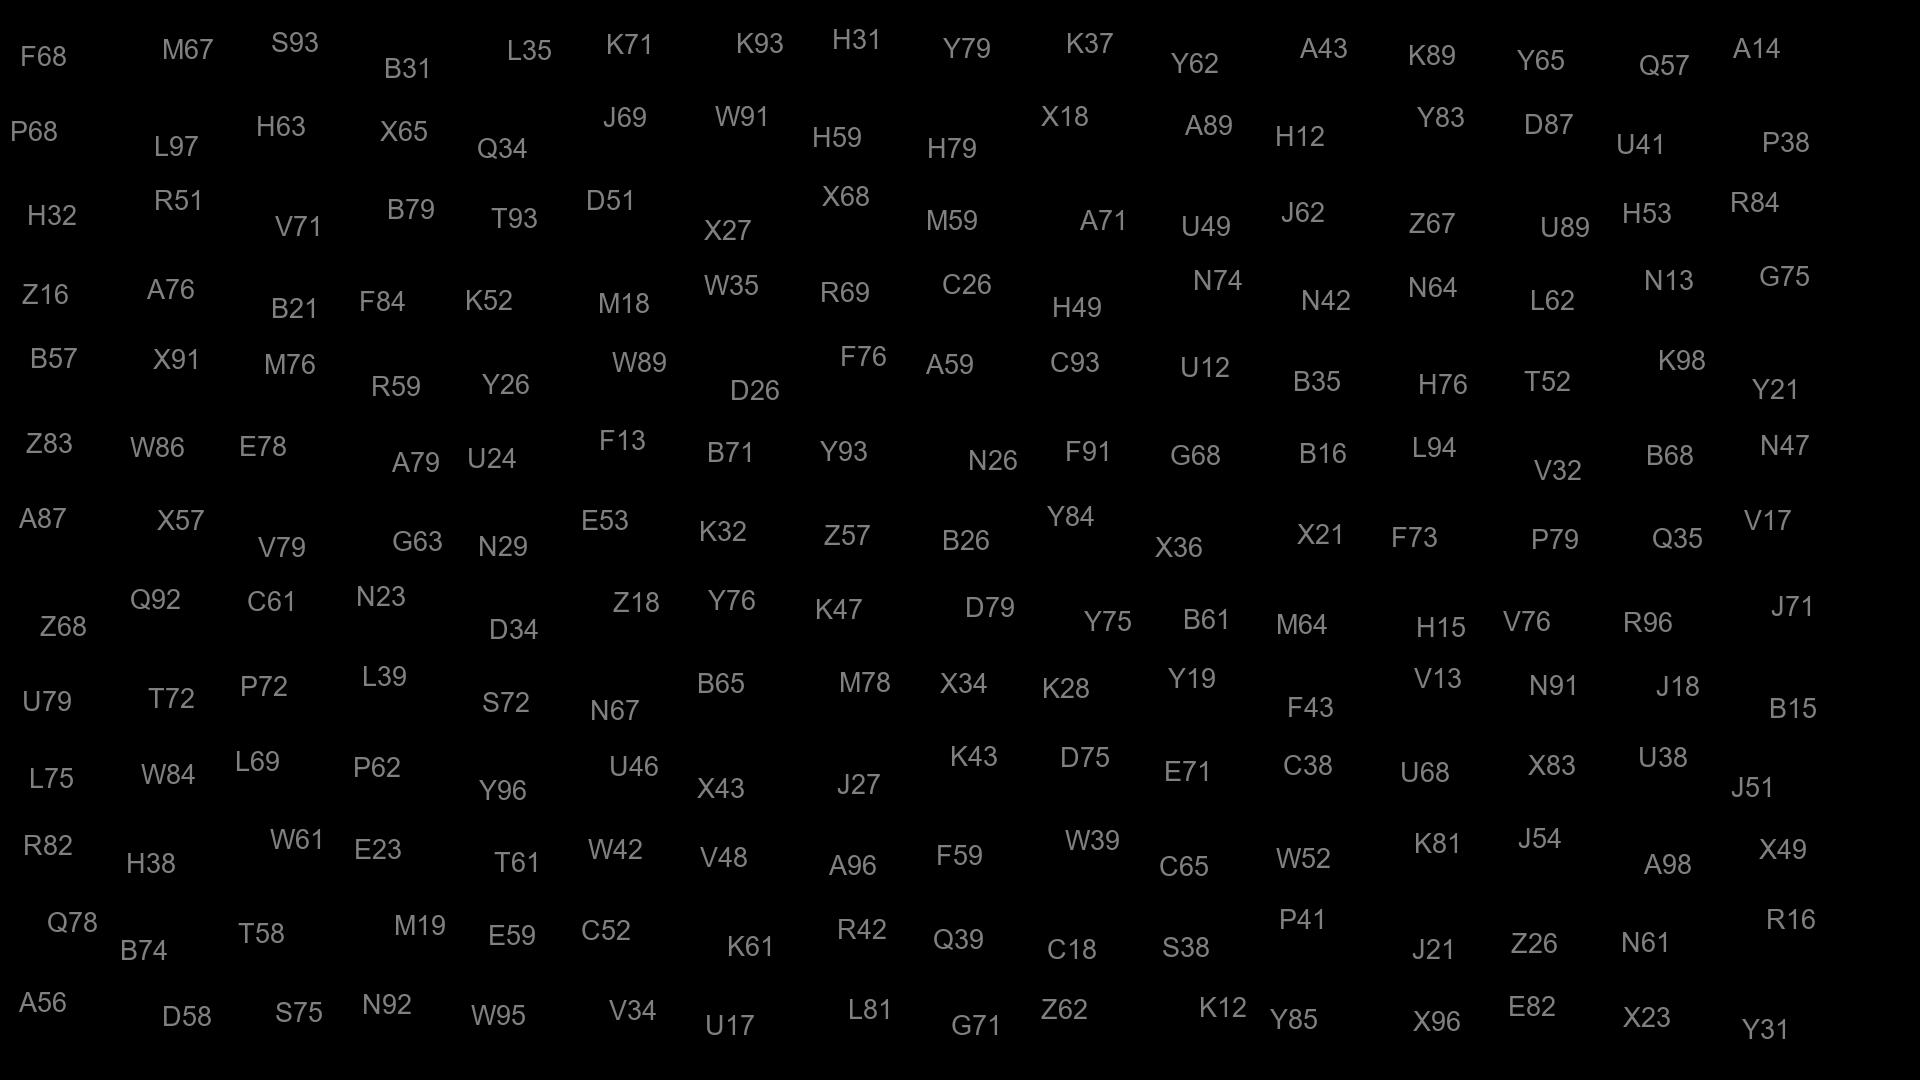 F68 M67 S93 B31 L35 K71 K93 H31 Y79 K37 Y62 A43 K89 Y65 Q57 A14
P68 L97 H63 X65 Q34 J69 W91 H59 H79 X18 A89 H12 Y83 D87 U41 P38
H32 R51 V71 B79 T93 D51 X27 X68 M59 A71 U49 J62 Z67 U89 H53 R84
Z16 A76 B21 F84 K52 M18 W35 R69 C26 H49 N74 N42 N64 L62 N13 G75
B57 X91 M76 R59 Y26 W89 D26 F76 A59 C93 U12 B35 H76 T52 K98 Y21
Z83 W86 E78 A79 U24 F13 B71 Y93 N26 F91 G68 B16 L94 V32 B68 N47
A87 X57 V79 G63 N29 E53 K32 Z57 B26 Y84 X36 X21 F73 P79 Q35 V17
Z68 Q92 C61 N23 D34 Z18 Y76 K47 D79 Y75 B61 M64 H15 V76 R96 J71
U79 T72 P72 L39 S72 N67 B65 M78 X34 K28 Y19 F43 V13 N91 J18 B15
L75 W84 L69 P62 Y96 U46 X43 J27 K43 D75 E71 C38 U68 X83 U38 J51
R82 H38 W61 E23 T61 W42 V48 A96 F59 W39 C65 W52 K81 J54 A98 X49
Q78 B74 T58 M19 E59 C52 K61 R42 Q39 C18 S38 P41 J21 Z26 N61 R16
A56 D58 S75 N92 W95 V34 U17 L81 G71 Z62 K12 Y85 X96 E82 X23 Y31